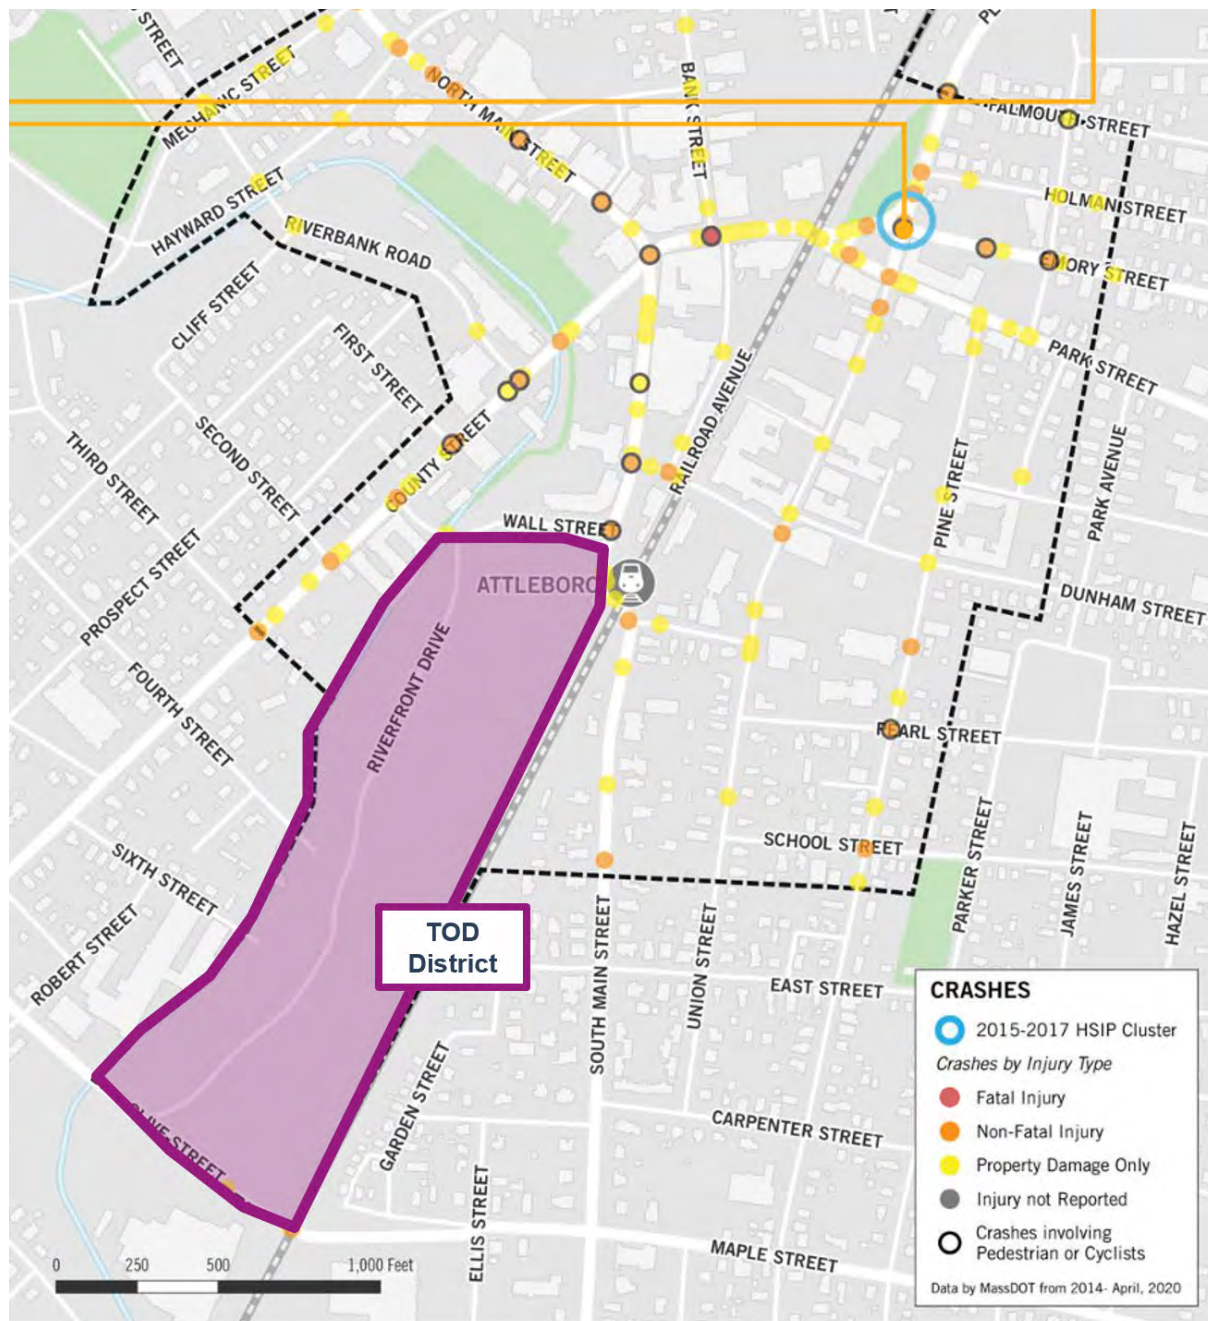 STREET
PL
MECHANIC STREET
NORTH MAIN STREET
BANK STREET
FALMOUTH STREET
HAYWARD STREET
HOLMAN STREET
RIVERBANK ROAD
EMORY STREET
CLIFF STREET
FIRST STREET
PARK STREET
RAILROAD AVENUE
SECOND STREET
COUNTY STREET
THIRD STREET
PINE STREET
PARK AVENUE
WALL STREET
ATTLEBORO
PROSPECT STREET
DUNHAM STREET
FOURTH STREET
RIVERFRONT DRIVE
PEARL STREET
SCHOOL STREET
SIXTH STREET
PARKER STREET
JAMES STREET
HAZEL STREET
ROBERT STREET
TOD
District
SOUTH MAIN STREET
UNION STREET
EAST STREET
GARDEN STREET
CARPENTER STREET
OLIVE STREET
ELLIS STREET
MAPLE STREET
CRASHES
2015-2017 HSIP Cluster
Crashes by Injury Type
Fatal Injury
Non-Fatal Injury
Property Damage Only
Injury not Reported
Crashes involving
Pedestrian or Cyclists
Data by MassDOT from 2014- April, 2020
0 250 500 1,000 Feet